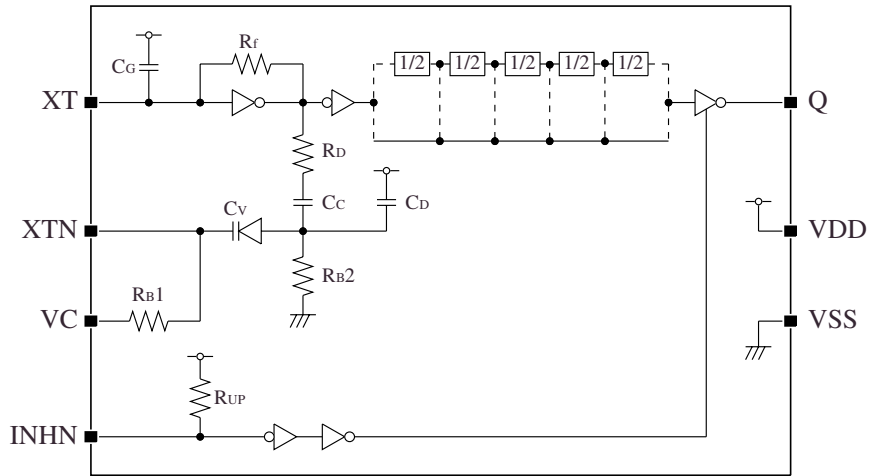 Rf
1/2 1/2 1/2 1/2 1/2
CG
XT
Q
RD
CV
CC
CD
XTN
VDD
RB2
RB1
VC
VSS
RUP
INHN